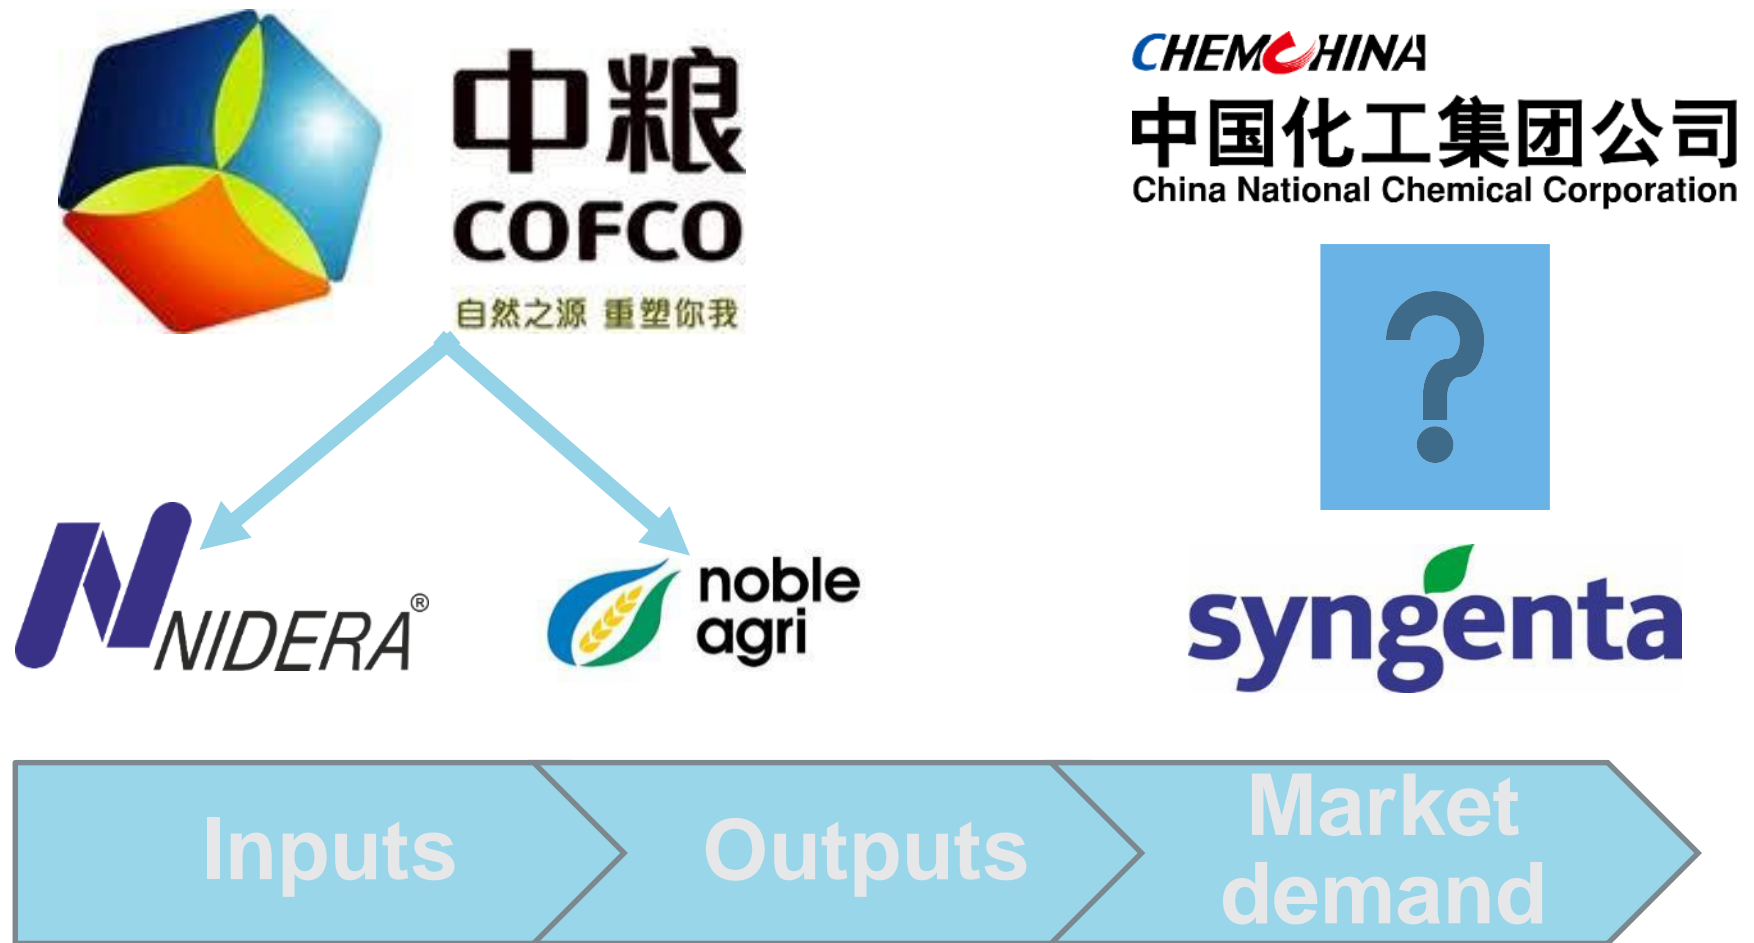 中粮
COFCO
自然之源 重塑你我
CHEMCHINA
中国化工集团公司
China National Chemical Corporation
?
NIDERA®
noble
agri
syngenta
Inputs
Outputs
Market
demand